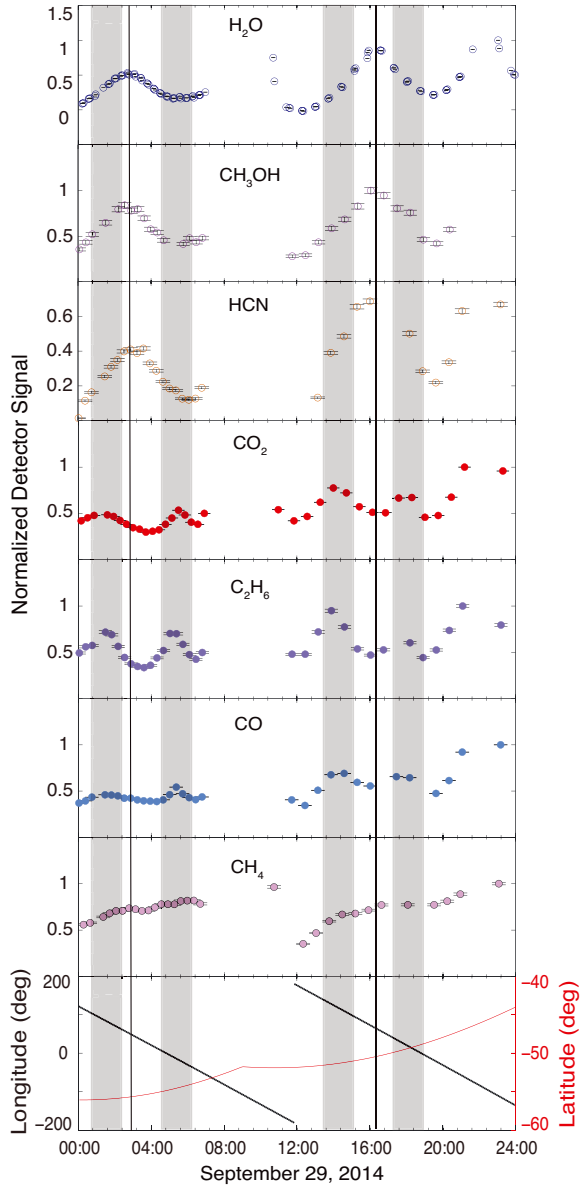 H₂O
1.5
1
0.5
0
CH₃OH
1
0.5
HCN
0.6
0.4
0.2
Normalized Detector Signal
CO₂
1
0.5
C₂H₆
1
0.5
CO
1
0.5
CH₄
1
0.5
200
0
−200
Longitude (deg)
−40
−50
−60
Latitude (deg)
00:00 04:00 08:00 12:00 16:00 20:00 24:00
September 29, 2014